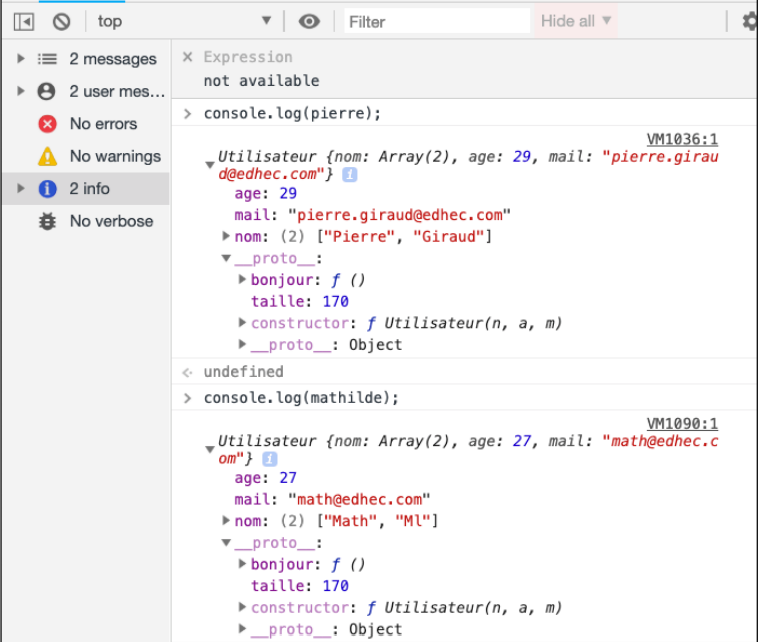 top
Filter
Hide all
2 messages
2 user mes...
No errors
No warnings
2 info
No verbose
Expression
not available
console.log(pierre);
VM1036:1
Utilisateur {nom: Array(2), age: 29, mail: "pierre.girau
d@edhec.com"} i
age: 29
mail: "pierre.giraud@edhec.com"
nom: (2) ["Pierre", "Giraud"]
__proto__:
bonjour: ƒ ()
taille: 170
constructor: ƒ Utilisateur(n, a, m)
__proto__: Object
undefined
console.log(mathilde);
VM1090:1
Utilisateur {nom: Array(2), age: 27, mail: "math@edhec.c
om"} i
age: 27
mail: "math@edhec.com"
nom: (2) ["Math", "Ml"]
__proto__:
bonjour: ƒ ()
taille: 170
constructor: ƒ Utilisateur(n, a, m)
__proto__: Object